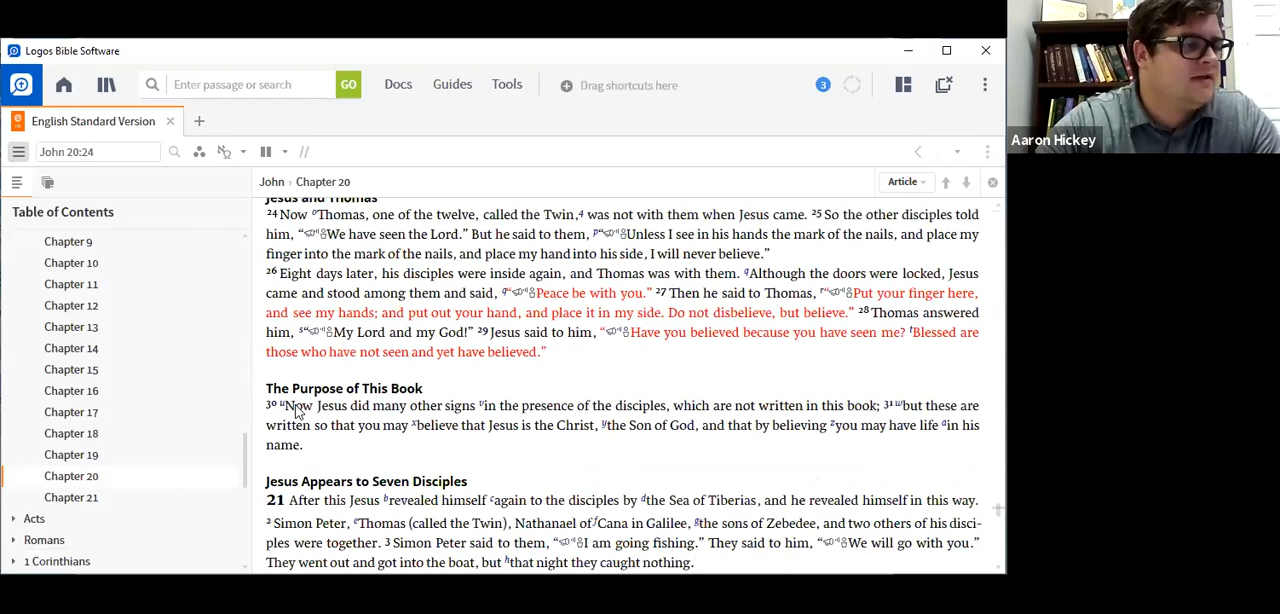 Logos Bible Software
Enter passage or search
GO
Docs
Guides
Tools
Drag shortcuts here
3
English Standard Version
John 20:24
Table of Contents
Chapter 9
Chapter 10
Chapter 11
Chapter 12
Chapter 13
Chapter 14
Chapter 15
Chapter 16
Chapter 17
Chapter 18
Chapter 19
Chapter 20
Chapter 21
Acts
Romans
1 Corinthians
John › Chapter 20
Article
Jesus and Thomas
24 Now o Thomas, one of the twelve, called the Twin,4 was not with them when Jesus came. 25 So the other disciples told
him, “We have seen the Lord.” But he said to them, p“Unless I see in his hands the mark of the nails, and place my
finger into the mark of the nails, and place my hand into his side, I will never believe.”
26 Eight days later, his disciples were inside again, and Thomas was with them. q Although the doors were locked, Jesus
came and stood among them and said, q“Peace be with you.” 27 Then he said to Thomas, r“Put your finger here,
and see my hands; and put out your hand, and place it in my side. Do not disbelieve, but believe.” 28 Thomas answered
him, s“My Lord and my God!” 29 Jesus said to him, “Have you believed because you have seen me? t Blessed are
those who have not seen and yet have believed.”
The Purpose of This Book
30 u Now Jesus did many other signs v in the presence of the disciples, which are not written in this book; 31 w but these are
written so that you may x believe that Jesus is the Christ, y the Son of God, and that by believing z you may have life a in his
name.
Jesus Appears to Seven Disciples
21 After this Jesus b revealed himself c again to the disciples by d the Sea of Tiberias, and he revealed himself in this way.
2 Simon Peter, e Thomas (called the Twin), Nathanael of f Cana in Galilee, g the sons of Zebedee, and two others of his disci-
ples were together. 3 Simon Peter said to them, “I am going fishing.” They said to him, “We will go with you.”
They went out and got into the boat, but h that night they caught nothing.
Aaron Hickey